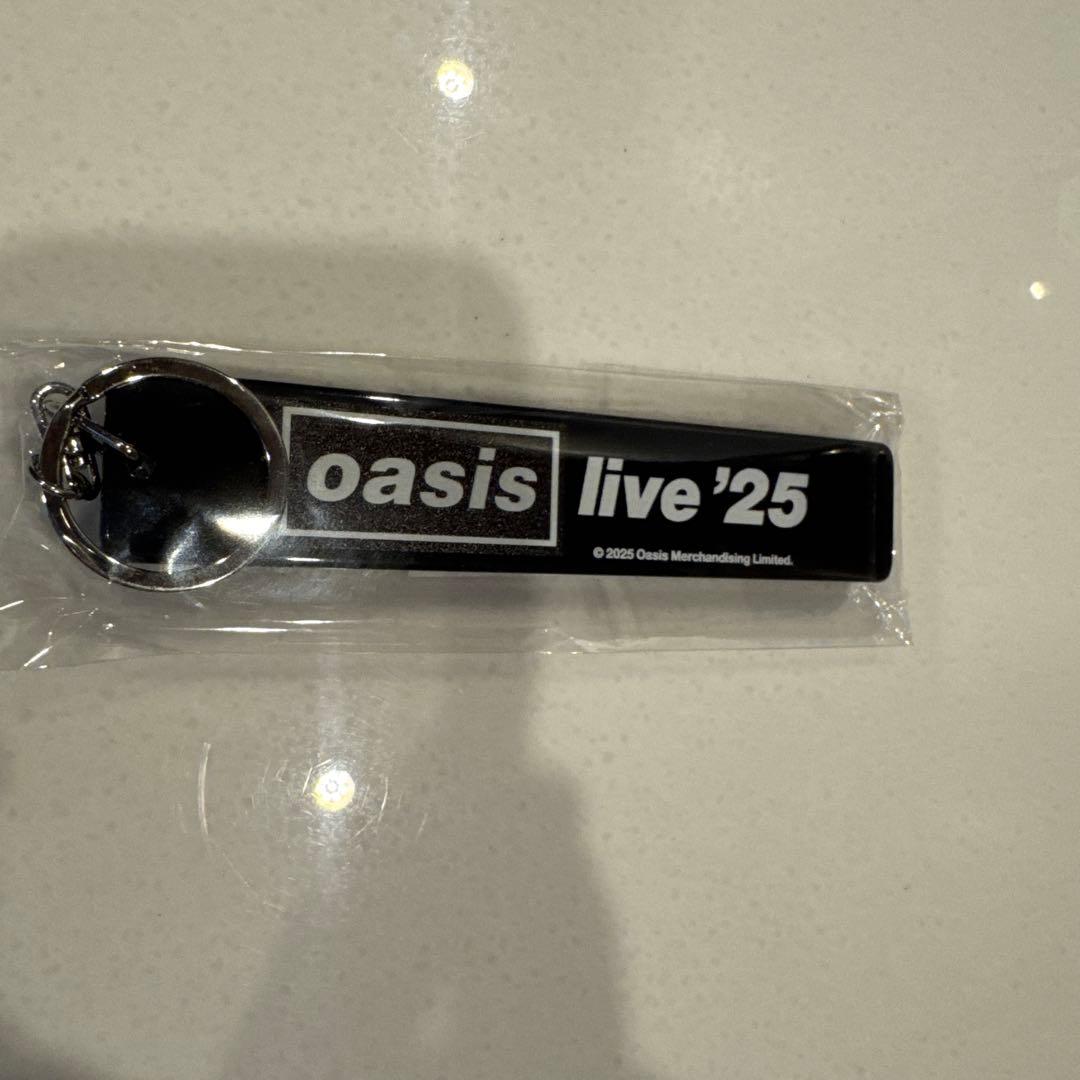 oasis live ’25
© 2025 Oasis Merchandising Limited.